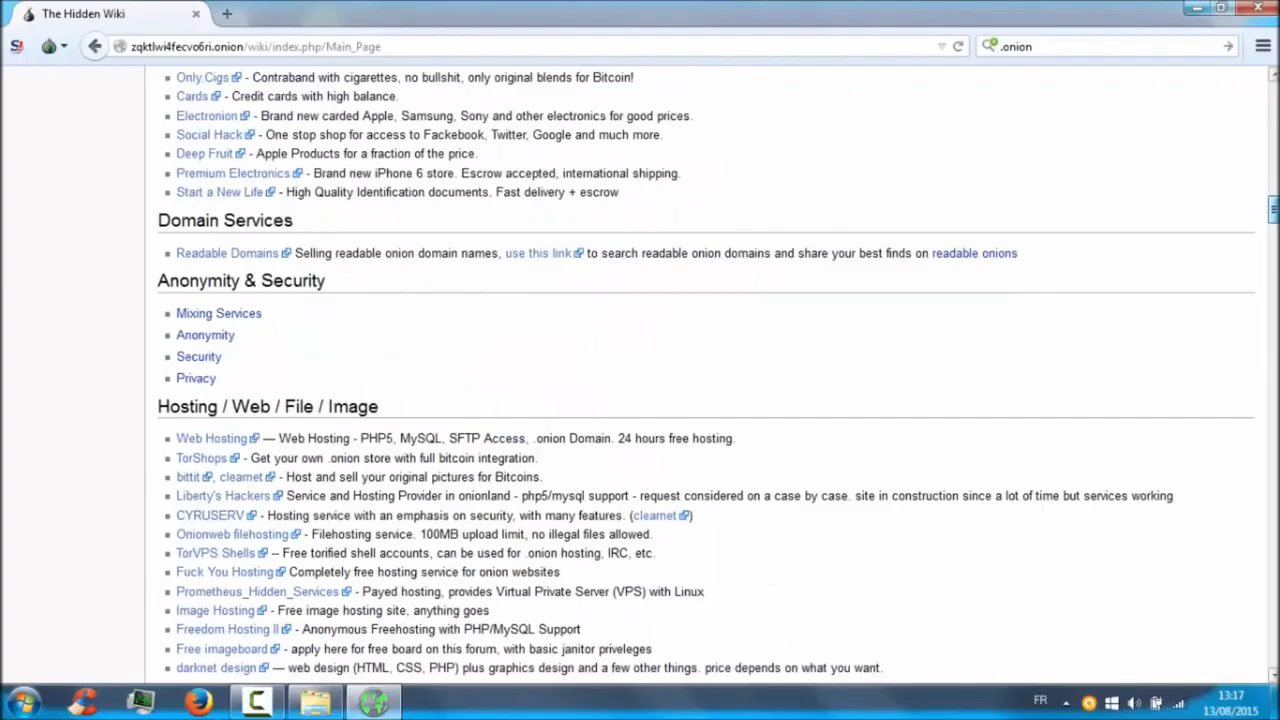 The Hidden Wiki
zqktlwi4fecvo6ri.onion/wiki/index.php/Main_Page
.onion
Only Cigs - Contraband with cigarettes, no bullshit, only original blends for Bitcoin!
Cards - Credit cards with high balance.
Electronion - Brand new carded Apple, Samsung, Sony and other electronics for good prices.
Social Hack - One stop shop for access to Fackebook, Twitter, Google and much more.
Deep Fruit - Apple Products for a fraction of the price.
Premium Electronics - Brand new iPhone 6 store. Escrow accepted, international shipping.
Start a New Life - High Quality Identification documents. Fast delivery + escrow
Domain Services
Readable Domains Selling readable onion domain names, use this link to search readable onion domains and share your best finds on readable onions
Anonymity & Security
Mixing Services
Anonymity
Security
Privacy
Hosting / Web / File / Image
Web Hosting — Web Hosting - PHP5, MySQL, SFTP Access, .onion Domain. 24 hours free hosting.
TorShops - Get your own .onion store with full bitcoin integration.
bittit, clearnet - Host and sell your original pictures for Bitcoins.
Liberty's Hackers Service and Hosting Provider in onionland - php5/mysql support - request considered on a case by case. site in construction since a lot of time but services working
CYRUSERV - Hosting service with an emphasis on security, with many features. (clearnet)
Onionweb filehosting - Filehosting service. 100MB upload limit, no illegal files allowed.
TorVPS Shells – Free torified shell accounts, can be used for .onion hosting, IRC, etc.
Fuck You Hosting Completely free hosting service for onion websites
Prometheus_Hidden_Services - Payed hosting, provides Virtual Private Server (VPS) with Linux
Image Hosting - Free image hosting site, anything goes
Freedom Hosting II - Anonymous Freehosting with PHP/MySQL Support
Free imageboard - apply here for free board on this forum, with basic janitor priveleges
darknet design — web design (HTML, CSS, PHP) plus graphics design and a few other things. price depends on what you want.
FR
13:17
13/08/2015